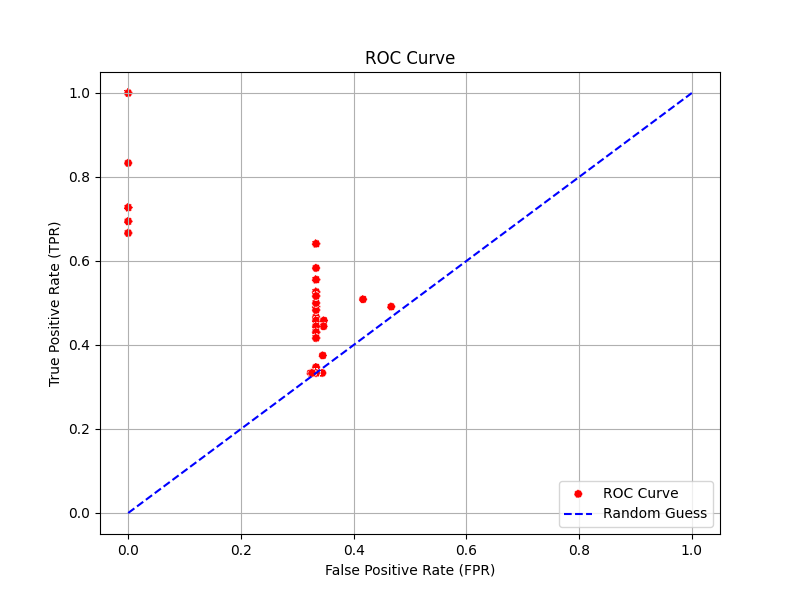 ROC Curve
1.0
0.8
0.6
0.4
0.2
0.0
True Positive Rate (TPR)
0.0 0.2 0.4 0.6 0.8 1.0
False Positive Rate (FPR)
ROC Curve
Random Guess